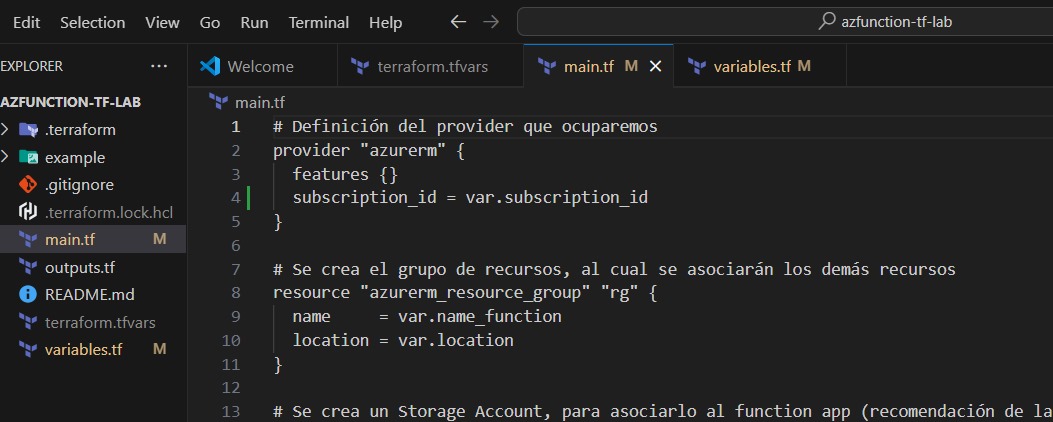 Edit Selection View Go Run Terminal Help azfunction-tf-lab
EXPLORER
Welcome terraform.tfvars main.tf M variables.tf M
AZFUNCTION-TF-LAB
.terraform
example
.gitignore
.terraform.lock.hcl
main.tf M
outputs.tf
README.md
terraform.tfvars
variables.tf M
main.tf
1 # Definición del provider que ocuparemos
2 provider "azurerm" {
3 features {}
4 subscription_id = var.subscription_id
5 }
6
7 # Se crea el grupo de recursos, al cual se asociarán los demás recursos
8 resource "azurerm_resource_group" "rg" {
9 name     = var.name_function
10 location = var.location
11 }
12
13 # Se crea un Storage Account, para asociarlo al function app (recomendación de la